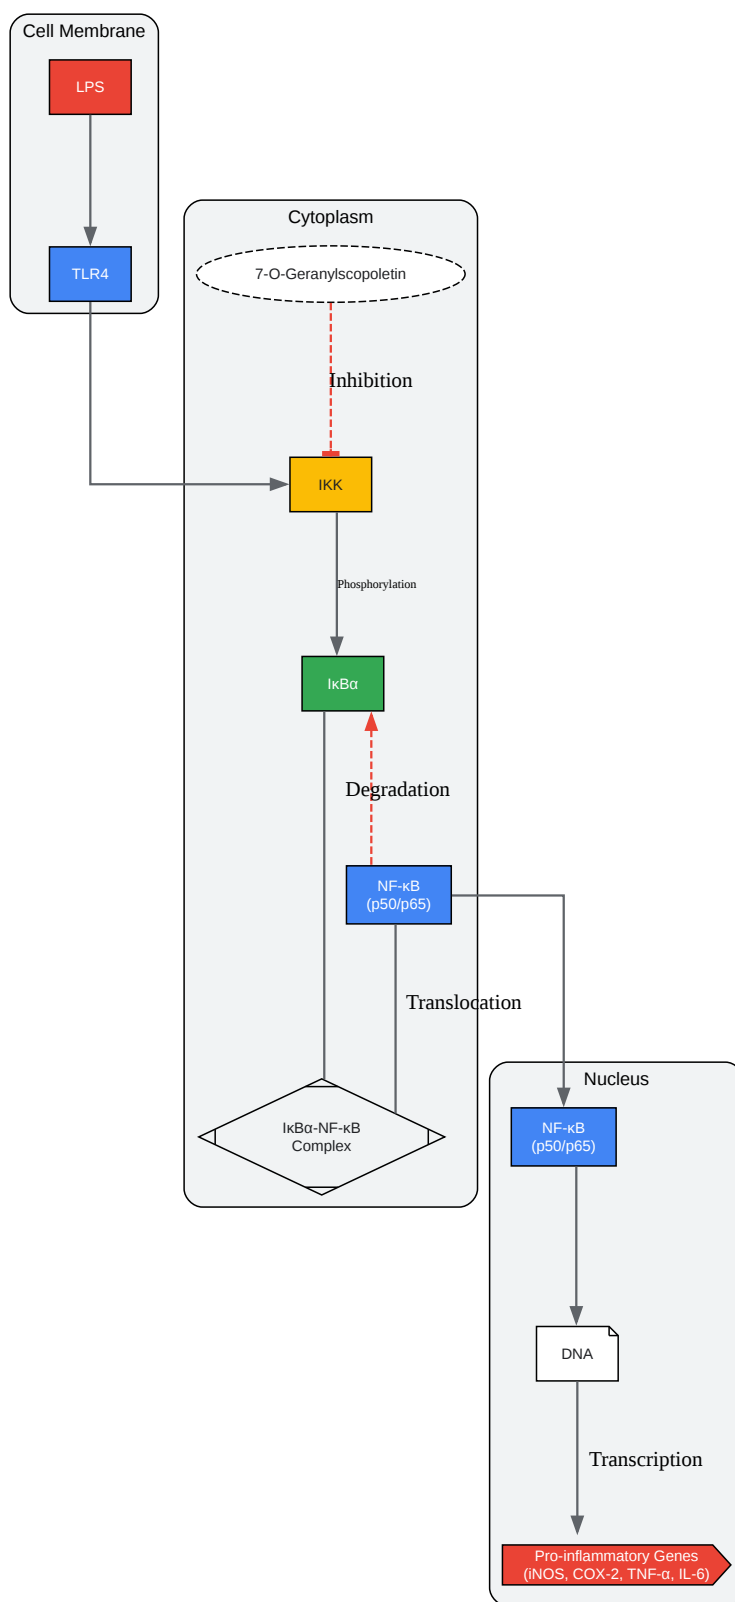 Cell Membrane
LPS
TLR4
Cytoplasm
7-O-Geranylscopoletin
Inhibition
IKK
Phosphorylation
IκBα
Degradation
NF-κB
(p50/p65)
Translocation
IκBα-NF-κB
Complex
Nucleus
NF-κB
(p50/p65)
DNA
Transcription
Pro-inflammatory Genes
(iNOS, COX-2, TNF-α, IL-6)